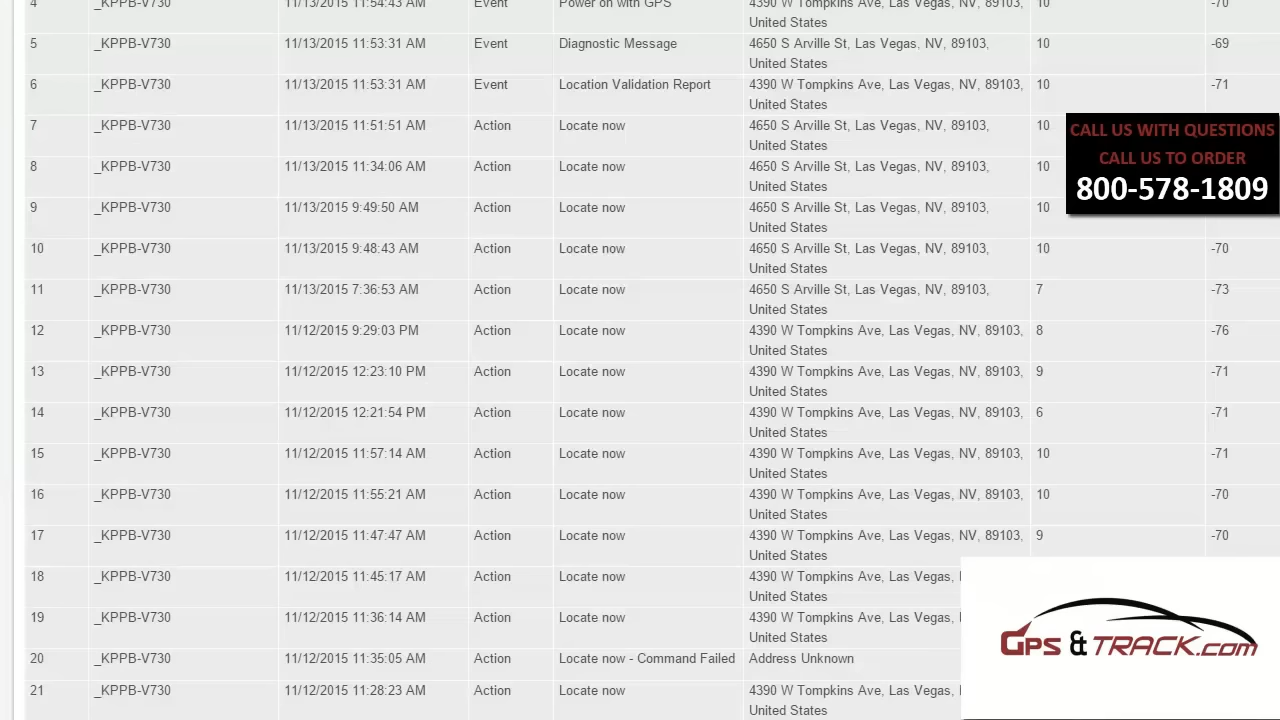 4 _KPPB-V730 11/13/2015 11:54:43 AM Event Power on with GPS 4390 W Tompkins Ave, Las Vegas, NV, 89103, 10 -70
United States
5 _KPPB-V730 11/13/2015 11:53:31 AM Event Diagnostic Message 4650 S Arville St, Las Vegas, NV, 89103, 10 -69
United States
6 _KPPB-V730 11/13/2015 11:53:31 AM Event Location Validation Report 4390 W Tompkins Ave, Las Vegas, NV, 89103, 10 -71
United States
7 _KPPB-V730 11/13/2015 11:51:51 AM Action Locate now 4650 S Arville St, Las Vegas, NV, 89103, 10
United States
8 _KPPB-V730 11/13/2015 11:34:06 AM Action Locate now 4650 S Arville St, Las Vegas, NV, 89103, 10
United States
9 _KPPB-V730 11/13/2015 9:49:50 AM Action Locate now 4650 S Arville St, Las Vegas, NV, 89103, 10
United States
CALL US WITH QUESTIONS
CALL US TO ORDER
800-578-1809
10 _KPPB-V730 11/13/2015 9:48:43 AM Action Locate now 4650 S Arville St, Las Vegas, NV, 89103, 10 -70
United States
11 _KPPB-V730 11/13/2015 7:36:53 AM Action Locate now 4650 S Arville St, Las Vegas, NV, 89103, 7 -73
United States
12 _KPPB-V730 11/12/2015 9:29:03 PM Action Locate now 4390 W Tompkins Ave, Las Vegas, NV, 89103, 8 -76
United States
13 _KPPB-V730 11/12/2015 12:23:10 PM Action Locate now 4390 W Tompkins Ave, Las Vegas, NV, 89103, 9 -71
United States
14 _KPPB-V730 11/12/2015 12:21:54 PM Action Locate now 4390 W Tompkins Ave, Las Vegas, NV, 89103, 6 -71
United States
15 _KPPB-V730 11/12/2015 11:57:14 AM Action Locate now 4390 W Tompkins Ave, Las Vegas, NV, 89103, 10 -71
United States
16 _KPPB-V730 11/12/2015 11:55:21 AM Action Locate now 4390 W Tompkins Ave, Las Vegas, NV, 89103, 10 -70
United States
17 _KPPB-V730 11/12/2015 11:47:47 AM Action Locate now 4390 W Tompkins Ave, Las Vegas, NV, 89103, 9 -70
United States
18 _KPPB-V730 11/12/2015 11:45:17 AM Action Locate now 4390 W Tompkins Ave, Las Vegas,
United States
19 _KPPB-V730 11/12/2015 11:36:14 AM Action Locate now 4390 W Tompkins Ave, Las Vegas,
United States
20 _KPPB-V730 11/12/2015 11:35:05 AM Action Locate now - Command Failed Address Unknown
21 _KPPB-V730 11/12/2015 11:28:23 AM Action Locate now 4390 W Tompkins Ave, Las Vegas,
United States
GPS & TRACK.com